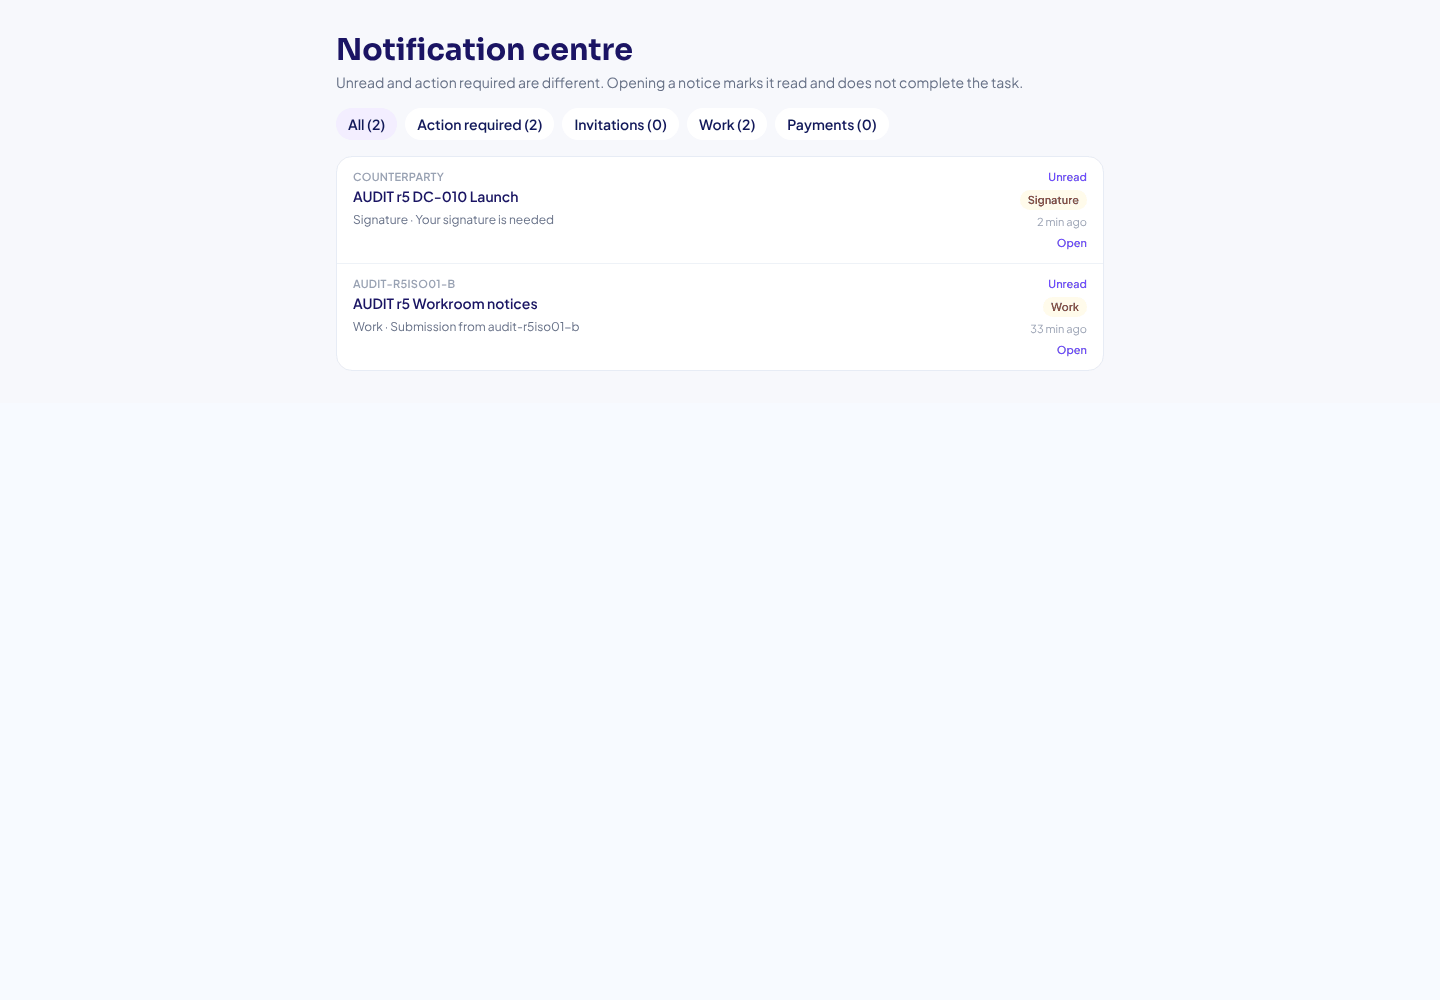 Notification centre
Unread and action required are different. Opening a notice marks it read and does not complete the task.
All (2) Action required (2) Invitations (0) Work (2) Payments (0)
COUNTERPARTY
AUDIT r5 DC-010 Launch
Signature · Your signature is needed
Unread
Signature
2 min ago
Open
AUDIT-R5ISO01-B
AUDIT r5 Workroom notices
Work · Submission from audit-r5iso01-b
Unread
Work
33 min ago
Open